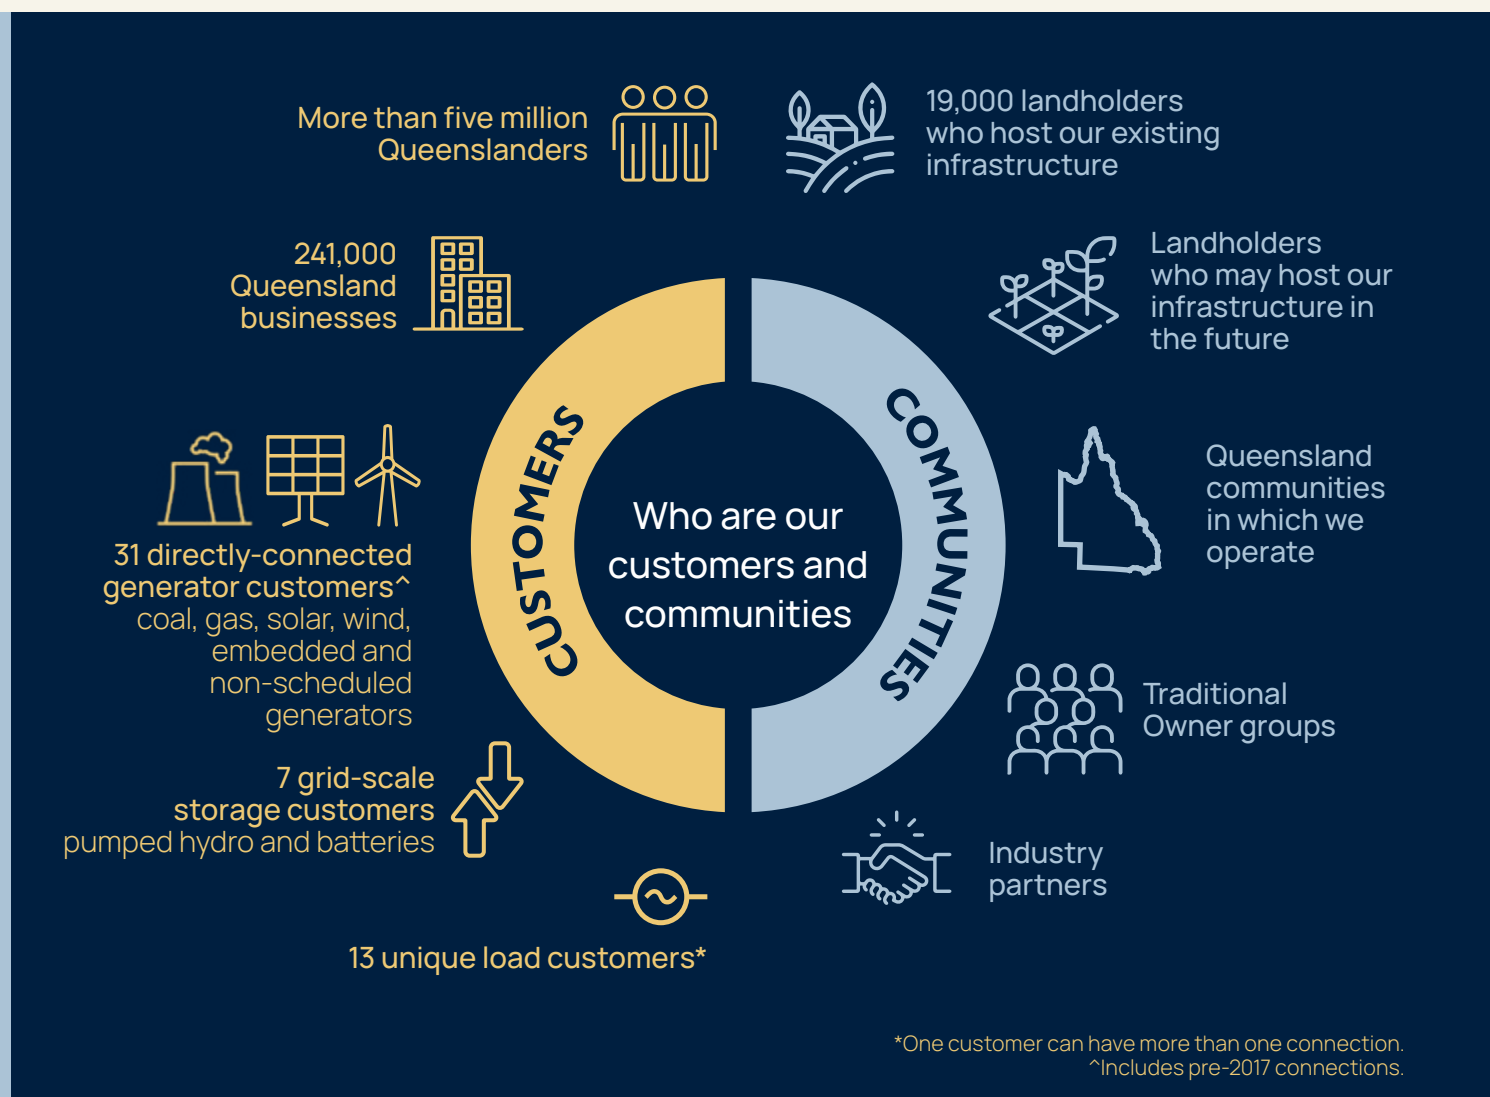 More than five million
Queenslanders
241,000
Queensland
businesses
31 directly-connected
generator customers^
coal, gas, solar, wind,
embedded and
non-scheduled
generators
7 grid-scale
storage customers
pumped hydro and batteries
13 unique load customers*
CUSTOMERS
Who are our
customers and
communities
COMMUNITIES
19,000 landholders
who host our existing
infrastructure
Landholders
who may host our
infrastructure in
the future
Queensland
communities
in which we
operate
Traditional
Owner groups
Industry
partners
*One customer can have more than one connection.
^Includes pre-2017 connections.